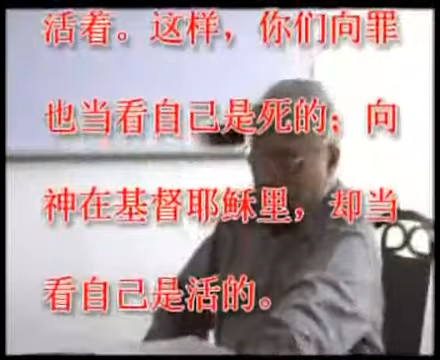 活着。这样，你们向罪
也当看自己是死的；向
神在基督耶稣里，却当
看自己是活的。